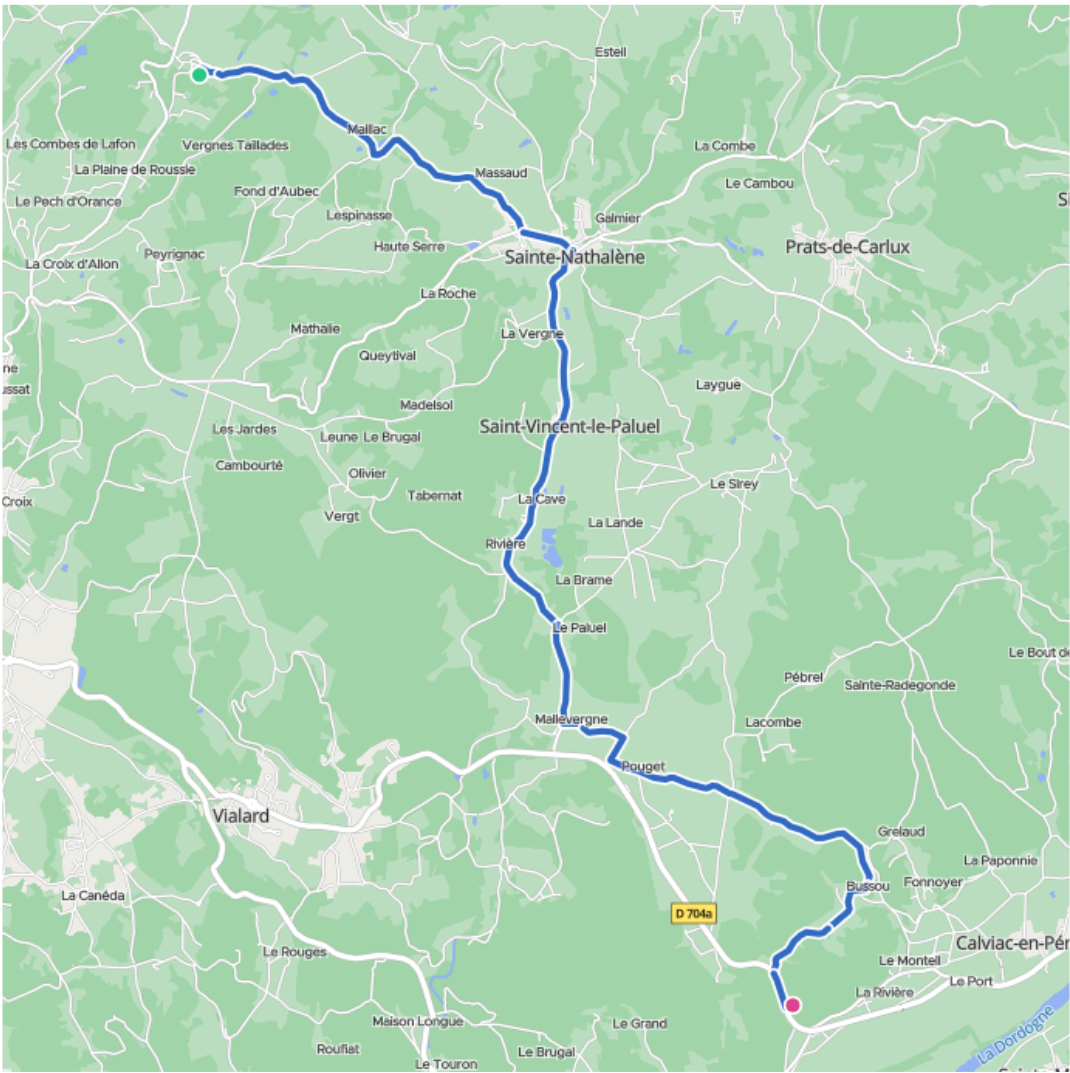 Esteil
Maillac
Les Combes de Lafon
Vergnes Taillades
La Combe
La Plaine de Roussie
Massaud
Le Cambou
Fond d'Aubec
Le Pech d'Orance
Lespinasse
Galmier
Haute Serre
Prats-de-Carlux
Peyrignac
Sainte-Nathalène
La Croix d'Allon
La Roche
Mathalie
La Vergne
Queytival
Laygue
Madelsol
Saint-Vincent-le-Paluel
Les Jardes
Leune
Le Brugal
Cambourté
Olivier
Le Sirey
Tabernat
La Cave
Croix
Vergt
La Lande
Rivière
La Brame
Le Paluel
Le Bout de
Pébrel
Sainte-Radegonde
Mallevergne
Lacombe
Pouget
Vialard
Grelaud
La Paponnie
Bussou
Fonnoyer
La Canéda
D 704a
Calviac-en-Pér
Le Rouges
Le Montell
Le Port
La Rivière
Maison Longue
Le Grand
La Dordogne
Roufiat
Le Brugal
Le Touron